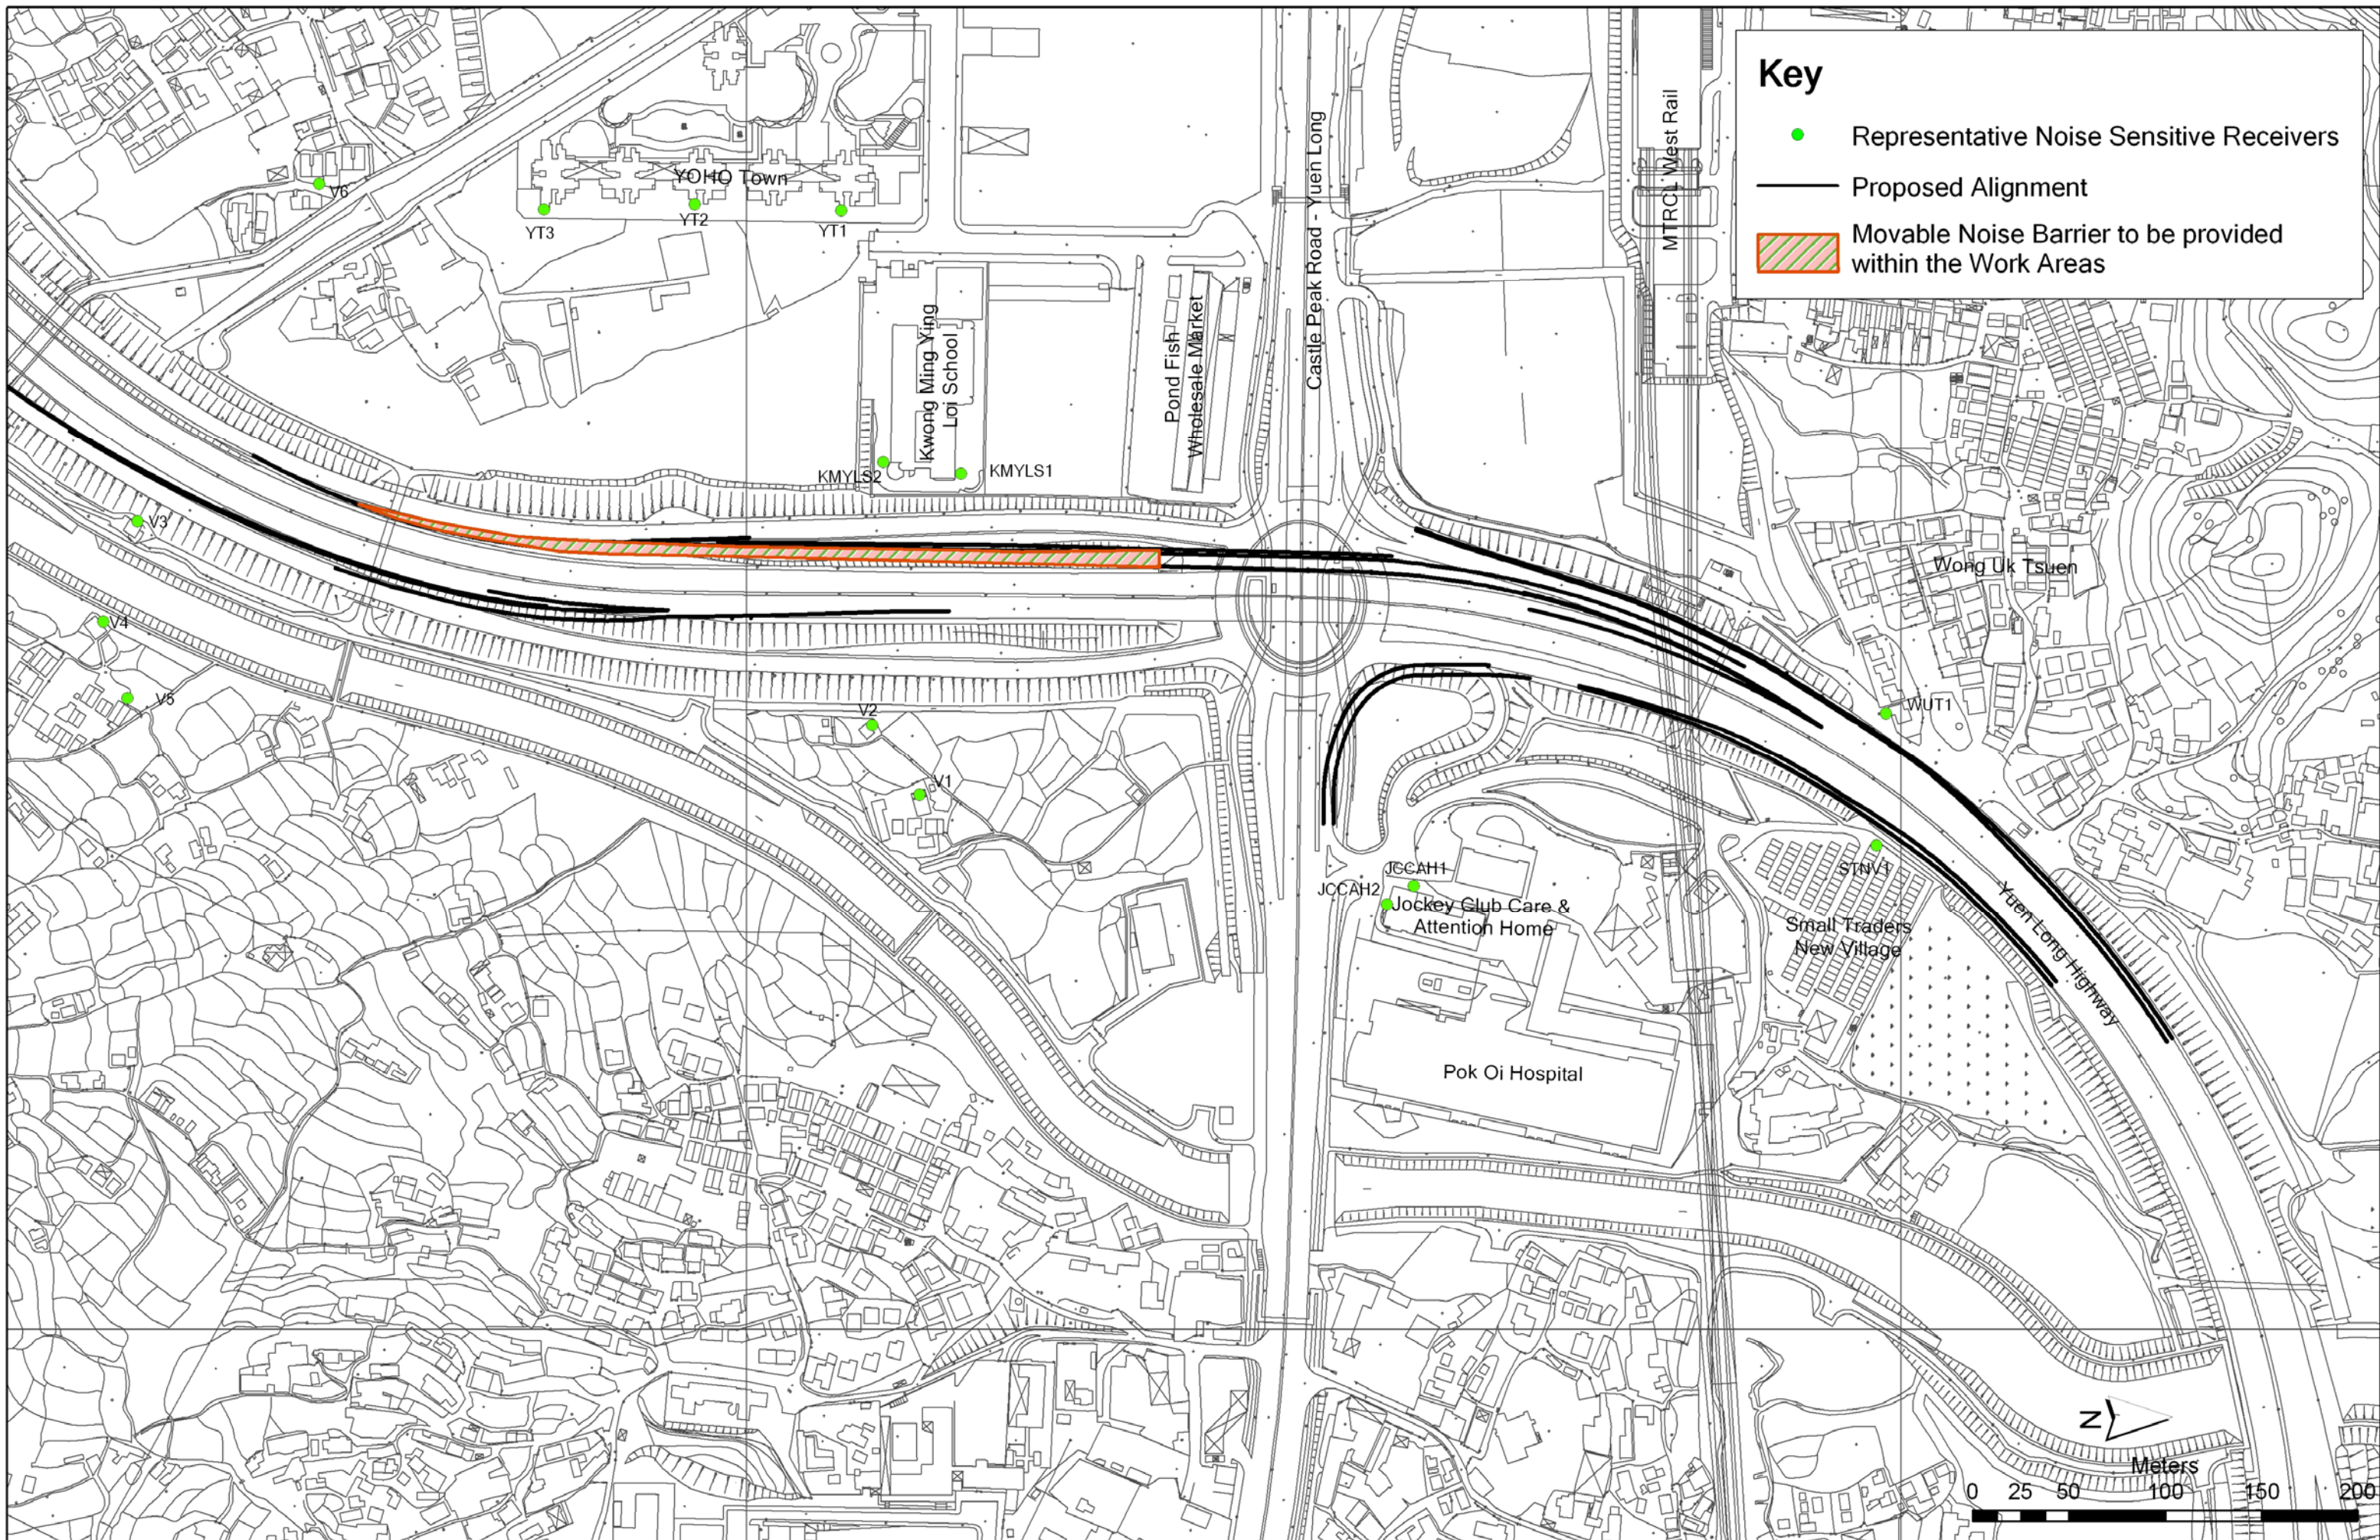 Key
Representative Noise Sensitive Receivers
Proposed Alignment
Movable Noise Barrier to be provided
within the Work Areas
V6
YOHO Town
YT3
YT2
YT1
Kwong Ming Ying
Loi School
KMYLS2
KMYLS1
Pond Fish
Wholesale Market
Castle Peak Road - Yuen Long
MTRCL West Rail
V3
V4
V5
V2
V1
Wong Uk Tsuen
WUT1
JCCAH1
JCCAH2
Jockey Club Care &
Attention Home
STNV1
Small Traders
New Village
Yuen Long Highway
Pok Oi Hospital
N
Meters
0 25 50 100 150 200